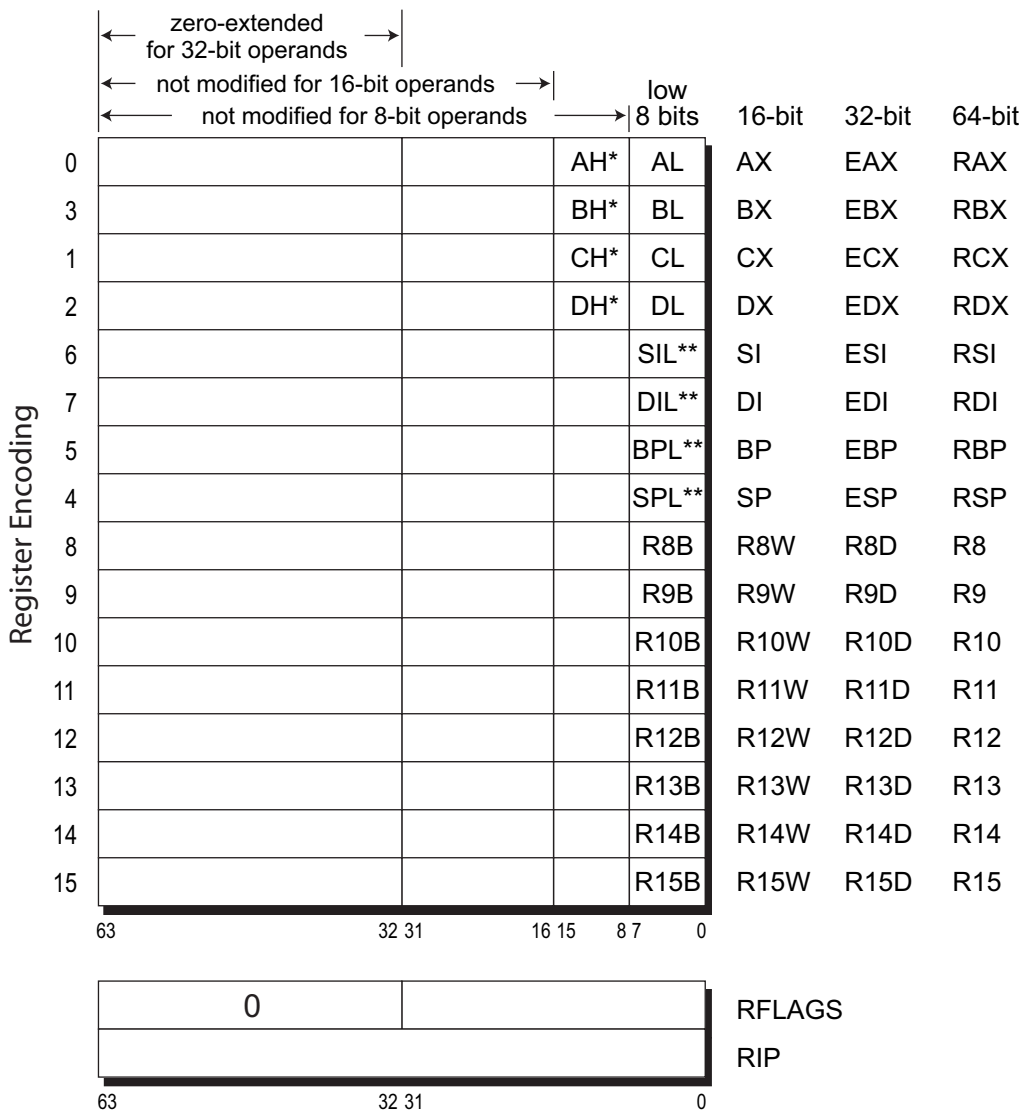 zero-extended
for 32-bit operands
not modified for 16-bit operands
low
not modified for 8-bit operands 8 bits 16-bit 32-bit 64-bit
0 AH* AL AX EAX RAX
3 BH* BL BX EBX RBX
1 CH* CL CX ECX RCX
2 DH* DL DX EDX RDX
6 SIL** SI ESI RSI
7 DIL** DI EDI RDI
5 BPL** BP EBP RBP
4 SPL** SP ESP RSP
8 R8B R8W R8D R8
9 R9B R9W R9D R9
10 R10B R10W R10D R10
11 R11B R11W R11D R11
12 R12B R12W R12D R12
13 R13B R13W R13D R13
14 R14B R14W R14D R14
15 R15B R15W R15D R15
Register Encoding
63 32 31 16 15 8 7 0
0 RFLAGS
RIP
63 32 31 0